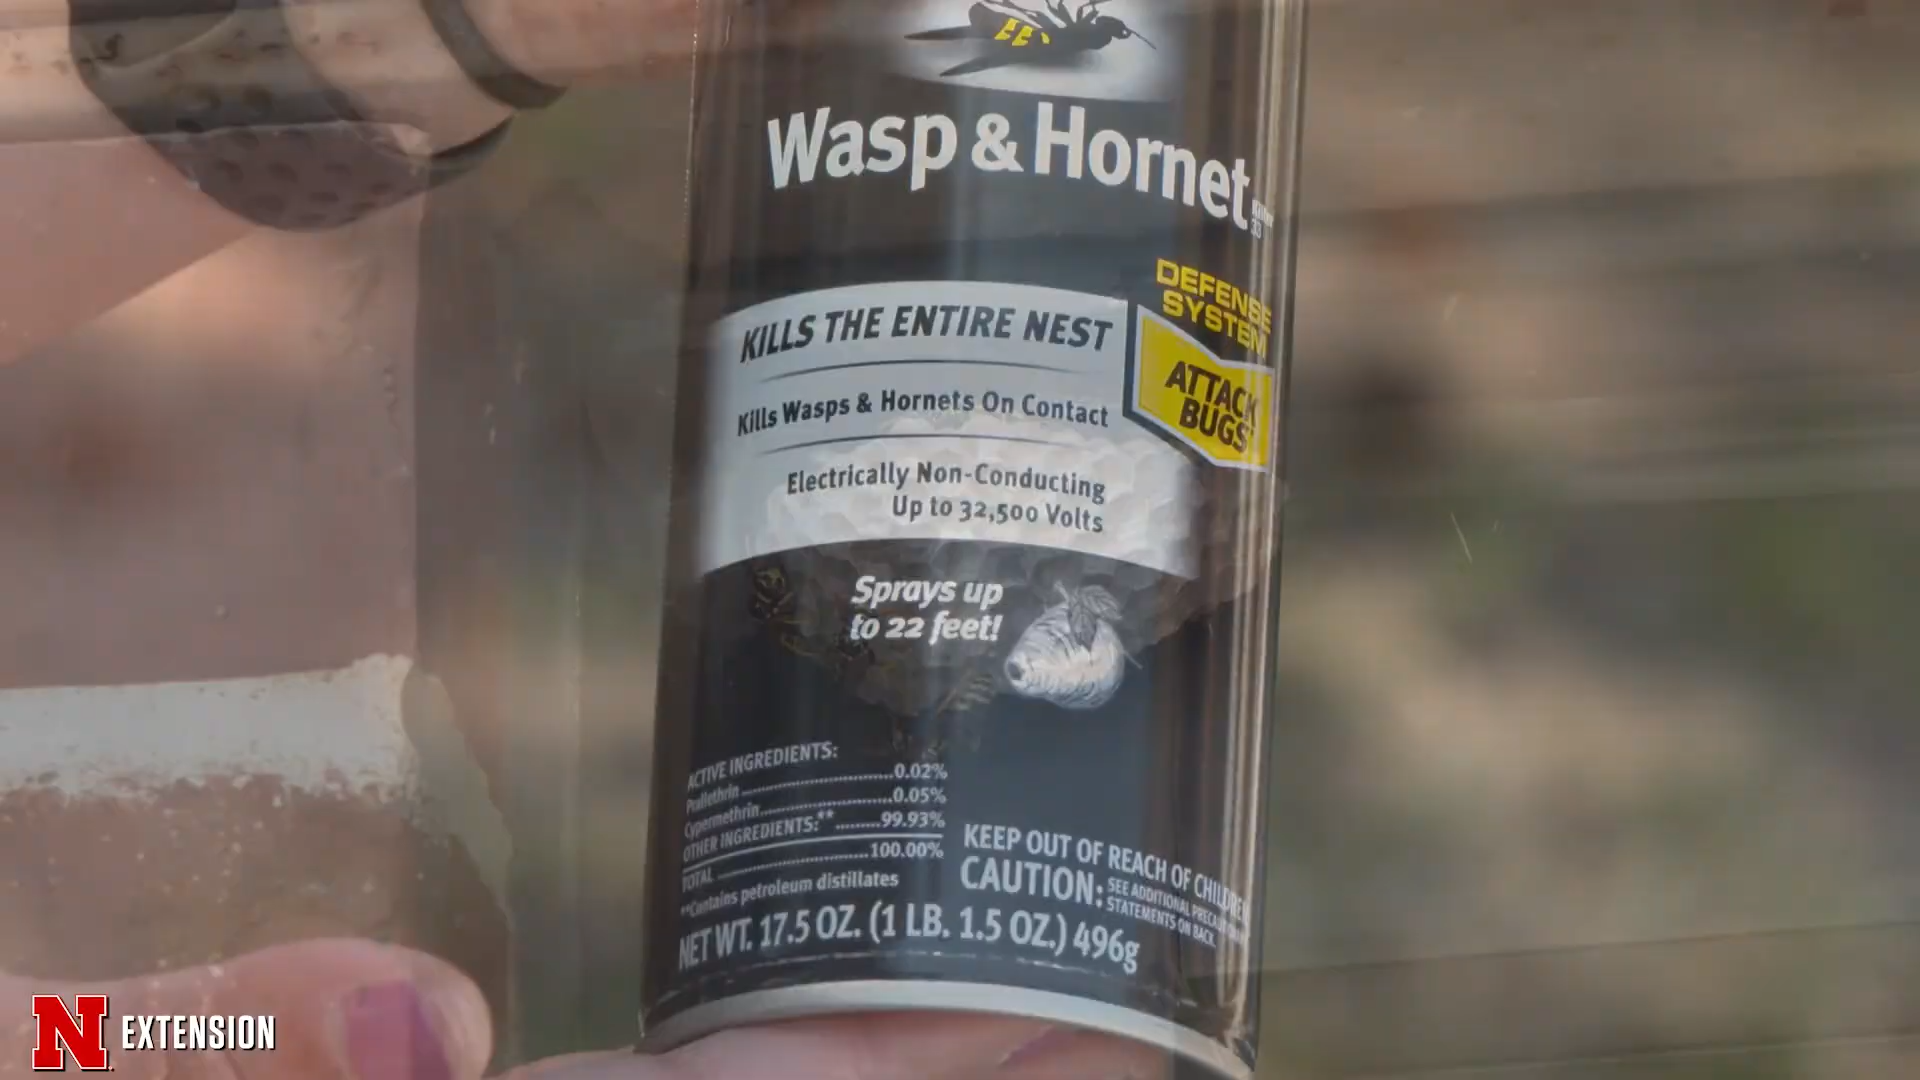 Wasp & Hornet
Killer
33
DEFENSE
SYSTEM
ATTACK
BUGS
KILLS THE ENTIRE NEST
Kills Wasps & Hornets On Contact
Electrically Non-Conducting
Up to 32,500 Volts
Sprays up
to 22 feet!
ACTIVE INGREDIENTS:
Prallethrin ....................0.02%
Cypermethrin....................0.05%
OTHER INGREDIENTS:**.........99.93%
TOTAL ....................100.00%
**Contains petroleum distillates
KEEP OUT OF REACH OF CHILDREN
CAUTION: SEE ADDITIONAL PRECAUTIONARY
STATEMENTS ON BACK.
NET WT. 17.5 OZ. (1 LB. 1.5 OZ.) 496g
N EXTENSION